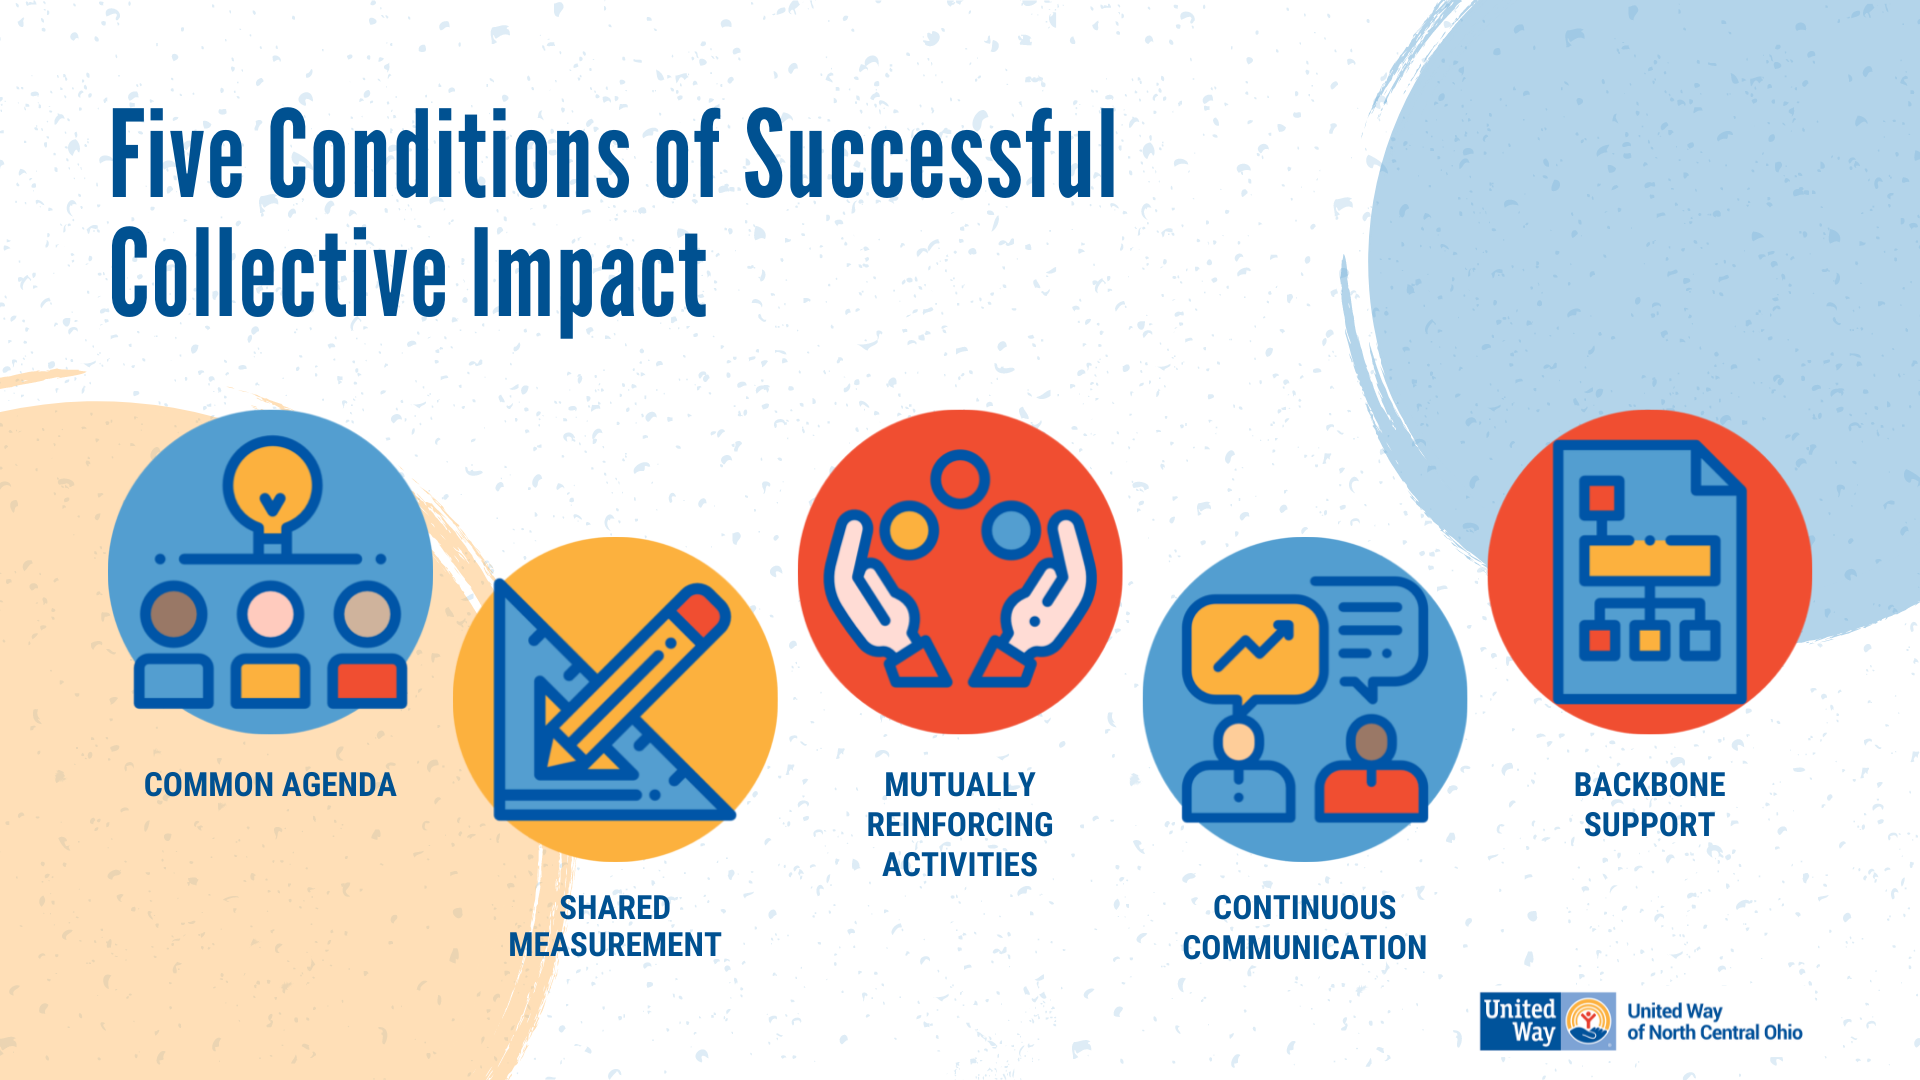 Five Conditions of Successful
Collective Impact
COMMON AGENDA
SHARED
MEASUREMENT
MUTUALLY
REINFORCING
ACTIVITIES
CONTINUOUS
COMMUNICATION
BACKBONE
SUPPORT
United
Way
United Way
of North Central Ohio